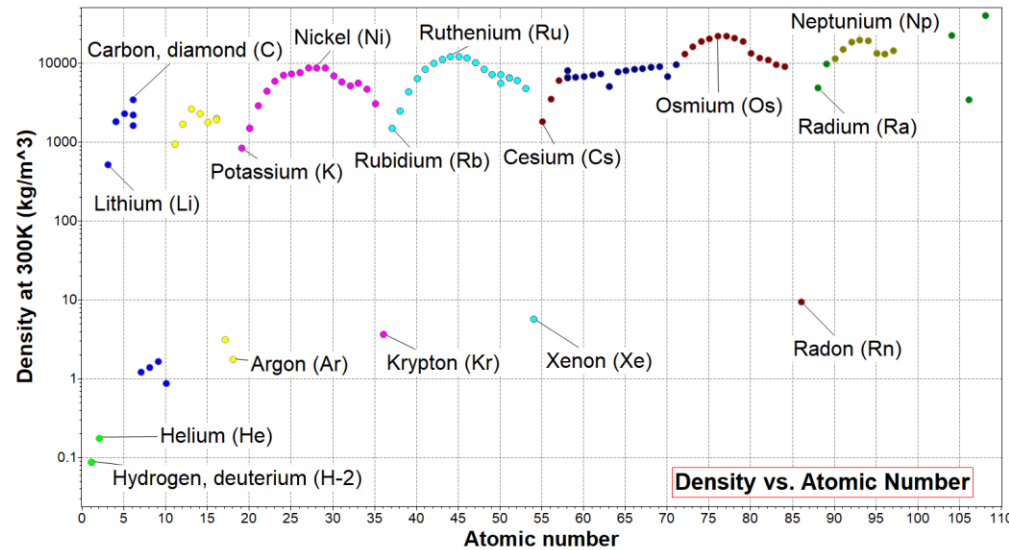 Density at 300K (kg/m^3)
10000
1000
100
10
1
0.1
Carbon, diamond (C)
Nickel (Ni)
Ruthenium (Ru)
Neptunium (Np)
Osmium (Os)
Radium (Ra)
Lithium (Li)
Potassium (K)
Rubidium (Rb)
Cesium (Cs)
Argon (Ar)
Krypton (Kr)
Xenon (Xe)
Radon (Rn)
Helium (He)
Hydrogen, deuterium (H-2)
Density vs. Atomic Number
0 5 10 15 20 25 30 35 40 45 50 55 60 65 70 75 80 85 90 95 100 105 110
Atomic number